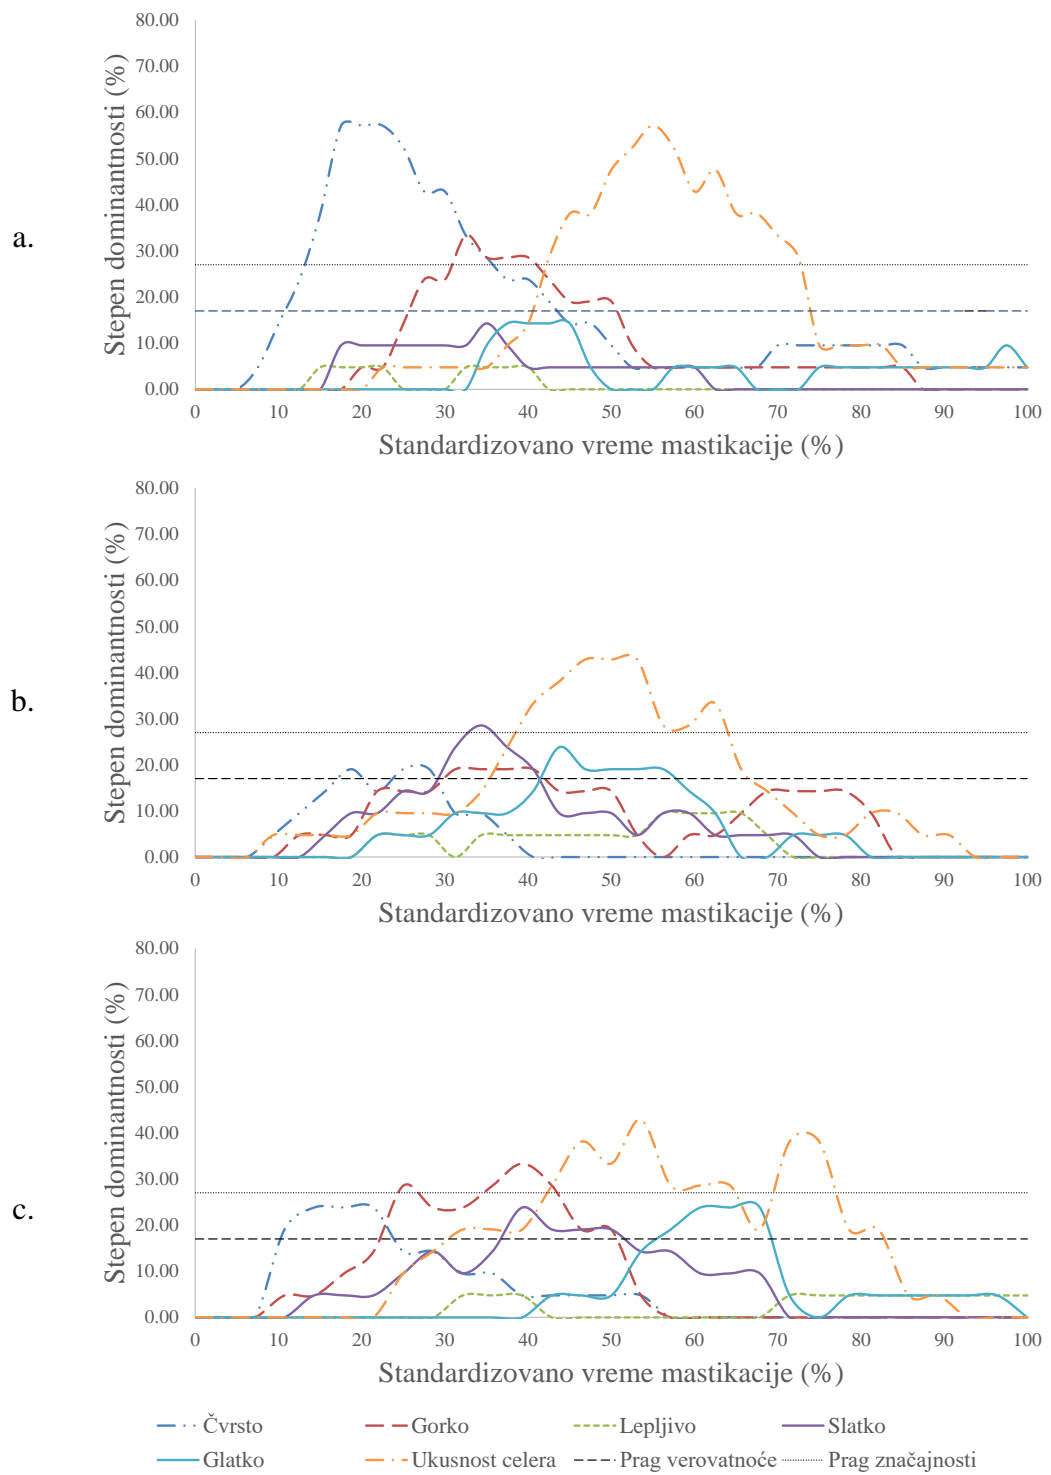 a.
Stepen dominantnosti (%)
80.00
70.00
60.00
50.00
40.00
30.00
20.00
10.00
0.00
0 10 20 30 40 50 60 70 80 90 100
Standardizovano vreme mastikacije (%)
b.
Stepen dominantnosti (%)
80.00
70.00
60.00
50.00
40.00
30.00
20.00
10.00
0.00
0 10 20 30 40 50 60 70 80 90 100
Standardizovano vreme mastikacije (%)
c.
Stepen dominantnosti (%)
80.00
70.00
60.00
50.00
40.00
30.00
20.00
10.00
0.00
0 10 20 30 40 50 60 70 80 90 100
Standardizovano vreme mastikacije (%)
Čvrsto Gorko Lepljivo Slatko
Glatko Ukusnost celera Prag verovatnoće Prag značajnosti